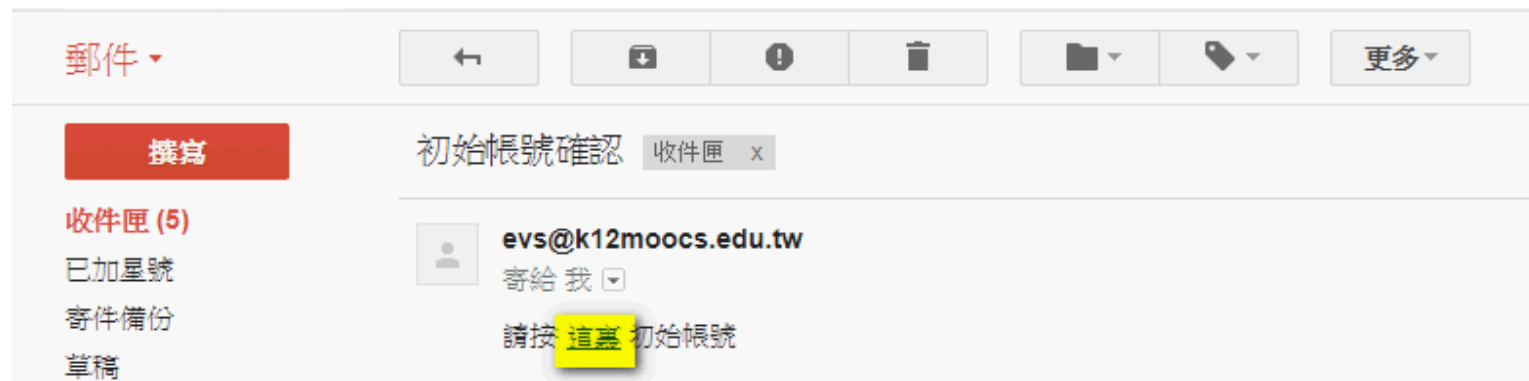 郵件 更多
撰寫
初始帳號確認 收件匣 x
收件匣 (5)
evs@k12moocs.edu.tw
已加星號
寄給 我
寄件備份
請按 這裏 初始帳號
草稿